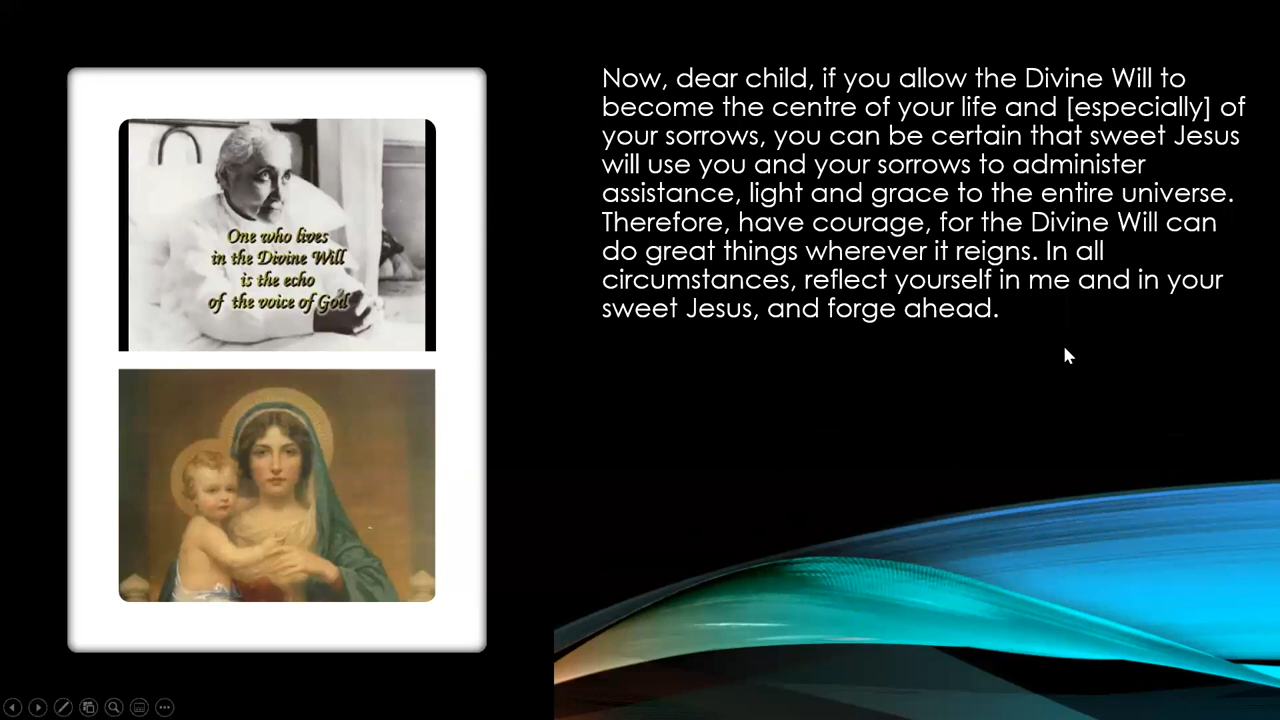 One who lives
in the Divine Will
is the echo
of the voice of God
Now, dear child, if you allow the Divine Will to
become the centre of your life and [especially] of
your sorrows, you can be certain that sweet Jesus
will use you and your sorrows to administer
assistance, light and grace to the entire universe.
Therefore, have courage, for the Divine Will can
do great things wherever it reigns. In all
circumstances, reflect yourself in me and in your
sweet Jesus, and forge ahead.